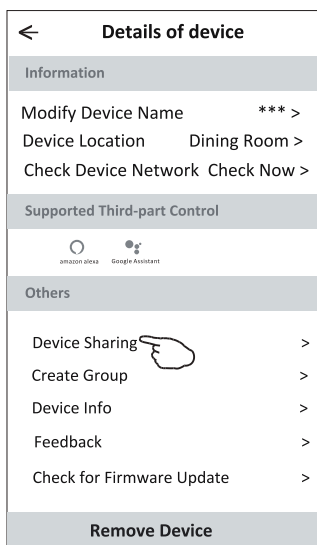 ← Details of device
Information
Modify Device Name *** >
Device Location Dining Room >
Check Device Network Check Now >
Supported Third-part Control
amazon alexa Google Assistant
Others
Device Sharing >
Create Group >
Device Info >
Feedback >
Check for Firmware Update >
Remove Device